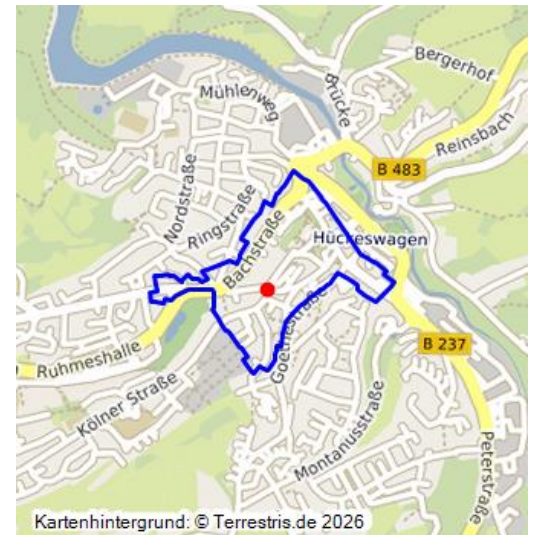 Bergerhof
Brücke
Mühlenweg
Reinsbach
B 483
Nordstraße
Ringstraße
Bachstraße
Hückeswagen
Goethestraße
B 237
Ruhmeshalle
Kölner Straße
Montanusstraße
Peterstraße
Kartenhintergrund: © Terrestris.de 2026